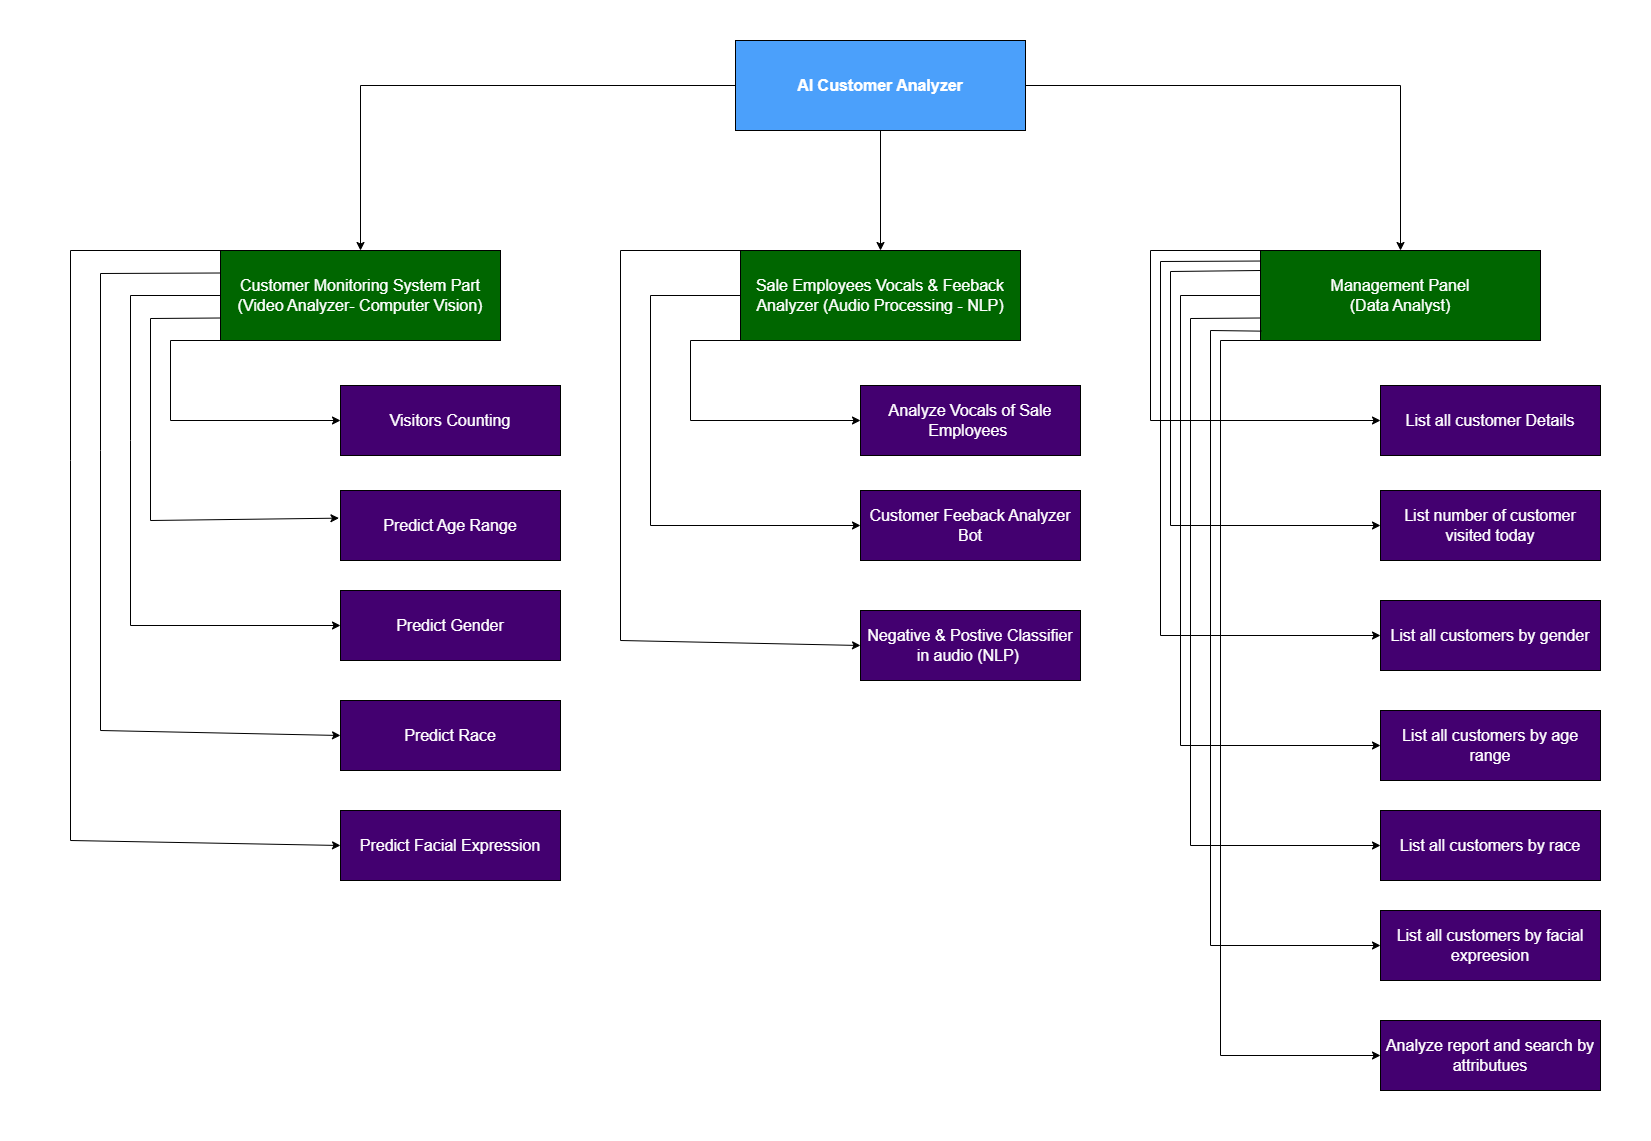 AI Customer Analyzer
Customer Monitoring System Part
(Video Analyzer- Computer Vision)
Visitors Counting
Predict Age Range
Predict Gender
Predict Race
Predict Facial Expression
Sale Employees Vocals & Feeback
Analyzer (Audio Processing - NLP)
Analyze Vocals of Sale
Employees
Customer Feeback Analyzer
Bot
Negative & Postive Classifier
in audio (NLP)
Management Panel
(Data Analyst)
List all customer Details
List number of customer
visited today
List all customers by gender
List all customers by age
range
List all customers by race
List all customers by facial
expreesion
Analyze report and search by
attributues